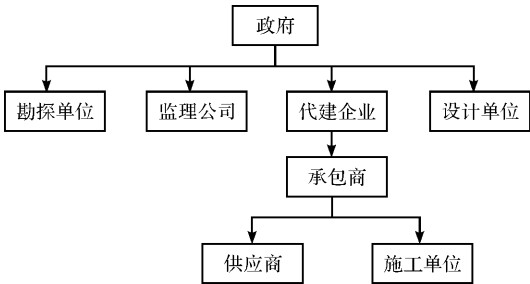 政府
勘探单位
监理公司
代建企业
设计单位
承包商
供应商
施工单位